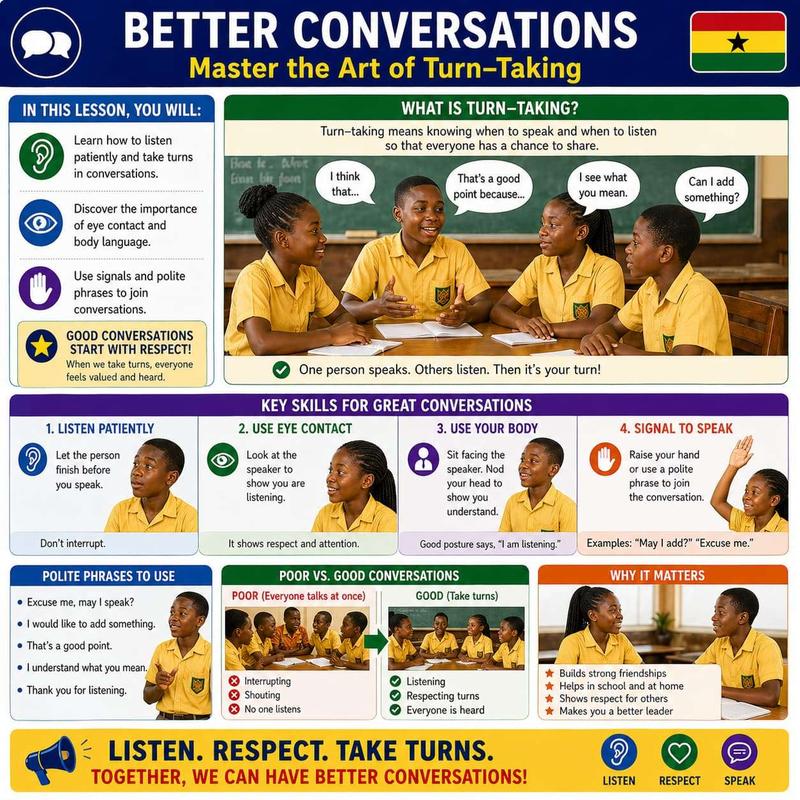 BETTER CONVERSATIONS
Master the Art of Turn–Taking
IN THIS LESSON, YOU WILL:
Learn how to listen
patiently and take turns
in conversations.
Discover the importance
of eye contact and
body language.
Use signals and polite
phrases to join
conversations.
GOOD CONVERSATIONS
START WITH RESPECT!
When we take turns, everyone
feels valued and heard.
WHAT IS TURN–TAKING?
Turn–taking means knowing when to speak and when to listen
so that everyone has a chance to share.
I think
that...
That's a good
point because...
I see what
you mean.
Can I add
something?
One person speaks. Others listen. Then it's your turn!
KEY SKILLS FOR GREAT CONVERSATIONS
1. LISTEN PATIENTLY
Let the person
finish before
you speak.
Don't interrupt.
2. USE EYE CONTACT
Look at the
speaker to
show you are
listening.
It shows respect and attention.
3. USE YOUR BODY
Sit facing the
speaker. Nod
your head to
show you
understand.
Good posture says, "I am listening."
4. SIGNAL TO SPEAK
Raise your hand
or use a polite
phrase to join
the conversation.
Examples: "May I add?" "Excuse me."
POLITE PHRASES TO USE
• Excuse me, may I speak?
• I would like to add something.
• That's a good point.
• I understand what you mean.
• Thank you for listening.
POOR VS. GOOD CONVERSATIONS
POOR (Everyone talks at once)
Interrupting
Shouting
No one listens
GOOD (Take turns)
Listening
Respecting turns
Everyone is heard
WHY IT MATTERS
Builds strong friendships
Helps in school and at home
Shows respect for others
Makes you a better leader
LISTEN. RESPECT. TAKE TURNS.
TOGETHER, WE CAN HAVE BETTER CONVERSATIONS!
LISTEN
RESPECT
SPEAK